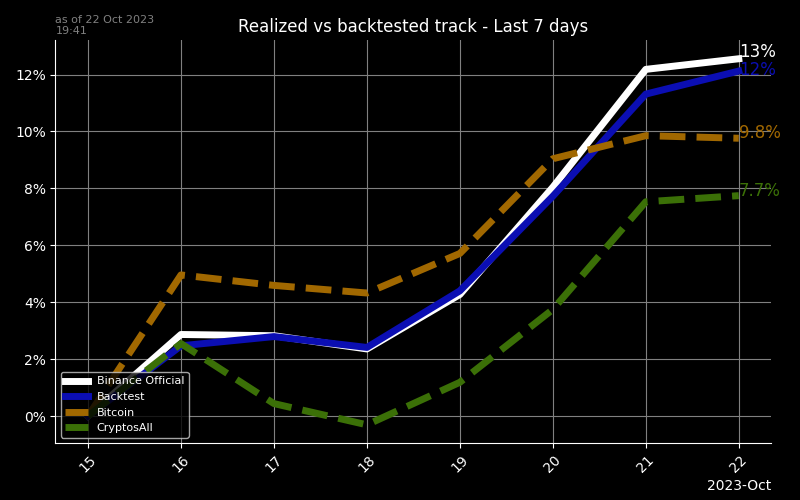 as of 22 Oct 2023
19:41
Realized vs backtested track - Last 7 days
13%
12%
12%
10%
9.8%
8%
7.7%
6%
4%
2%
0%
Binance Official
Backtest
Bitcoin
CryptosAll
15
16
17
18
19
20
21
22
2023-Oct